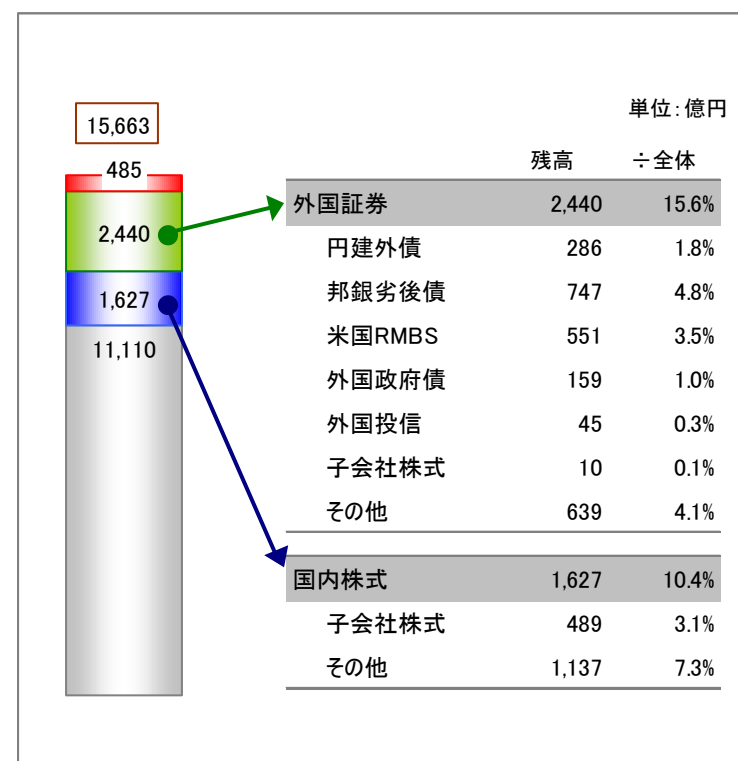 単位:億円
15,663
残高 ÷全体
485
外国証券 2,440 15.6%
2,440
円建外債 286 1.8%
邦銀劣後債 747 4.8%
1,627
米国RMBS 551 3.5%
11,110
外国政府債 159 1.0%
外国投信 45 0.3%
子会社株式 10 0.1%
その他 639 4.1%
国内株式 1,627 10.4%
子会社株式 489 3.1%
その他 1,137 7.3%